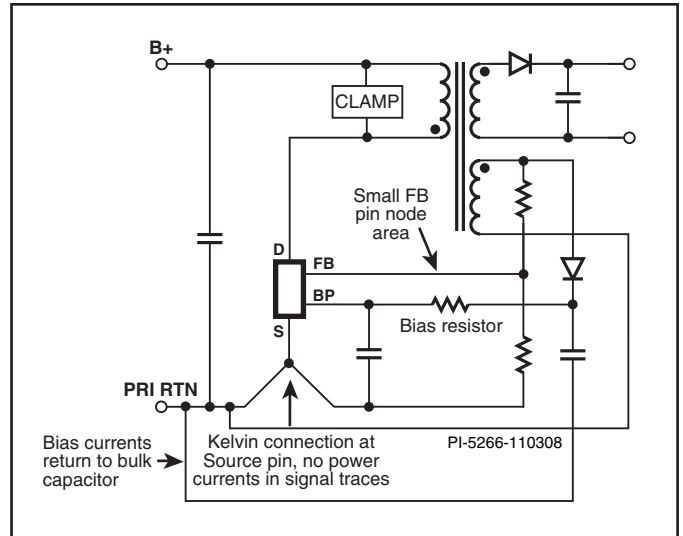 B+
CLAMP
Small FB
pin node
area
D
FB
BP
Bias resistor
S
PRI RTN
Bias currents
return to bulk
capacitor
Kelvin connection at
Source pin, no power
currents in signal traces
PI-5266-110308